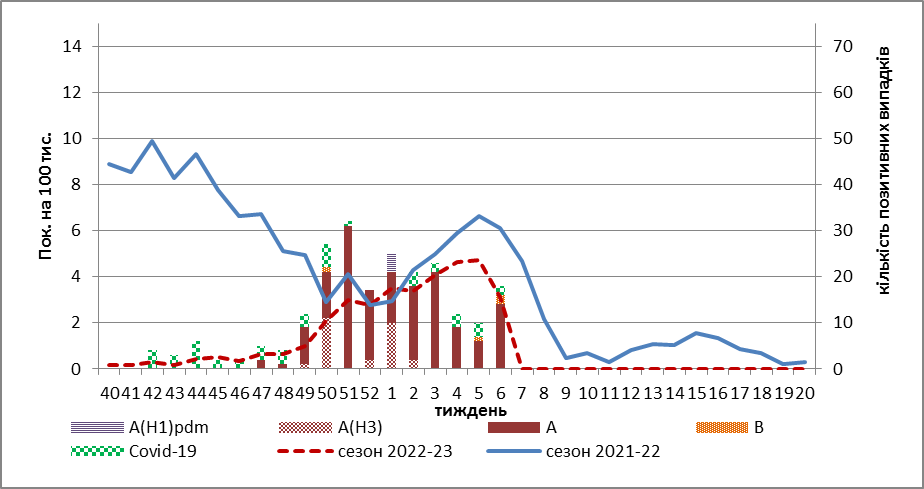 14 70
12 60
10 50
8 40
6 30
4 20
2 10
0 0
Пок. на 100 тис.
кількість позитивних випадків
40 41 42 43 44 45 46 47 48 49 50 51 52 1 2 3 4 5 6 7 8 9 10 11 12 13 14 15 16 17 18 19 20
тиждень
A(H1)pdm A(H3) A B
Covid-19 сезон 2022-23 сезон 2021-22